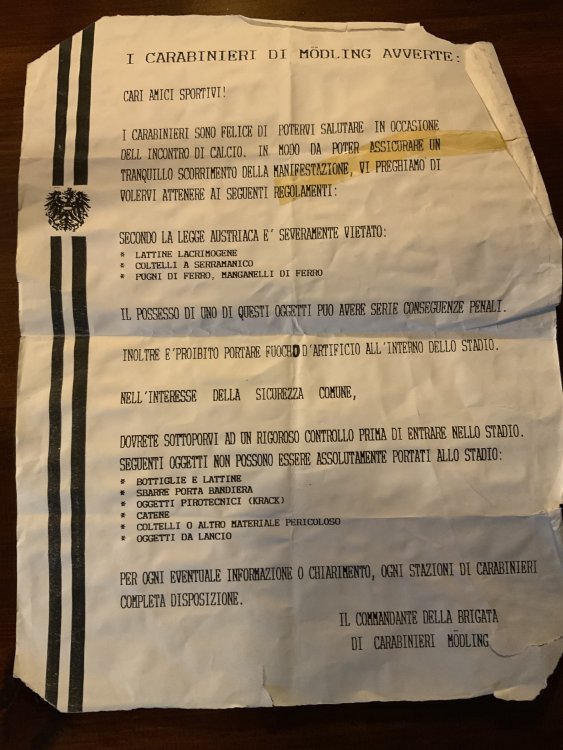 I CARABINIERI DI MÖDLING AVVERTE:
CARI AMICI SPORTIVI!
I CARABINIERI SONO FELICE DI POTERVI SALUTARE IN OCCASIONE
DELL INCONTRO DI CALCIO. IN MODO DA POTER ASSICURARE UN
TRANQUILLO SCORRIMENTO DELLA MANIFESTAZIONE, VI PREGHIAMO DI
VOLERVI ATTENERE AI SEGUENTI REGOLAMENTI:
SECONDO LA LEGGE AUSTRIACA E' SEVERAMENTE VIETATO:
* LATTINE LACRIMOGENE
* COLTELLI A SERRAMANICO
* PUGNI DI FERRO, MANGANELLI DI FERRO
IL POSSESSO DI UNO DI QUESTI OGGETTI PUO AVERE SERIE CONSEGUENZE PENALI.
INOLTRE E'PROIBITO PORTARE FUOCHO D'ARTIFICIO ALL'INTERNO DELLO STADIO.
NELL'INTERESSE DELLA SICUREZZA COMUNE,
DOVRETE SOTTOPORVI AD UN RIGOROSO CONTROLLO PRIMA DI ENTRARE NELLO STADIO.
SEGUENTI OGGETTI NON POSSONO ESSERE ASSOLUTAMENTE PORTATI ALLO STADIO:
* BOTTIGLIE E LATTINE
* SBARRE PORTA BANDIERA
* OGGETTI PIROTECNICI (KRACK)
* CATENE
* COLTELLI O ALTRO MATERIALE PERICOLOSO
* OGGETTI DA LANCIO
PER OGNI EVENTUALE INFORMAZIONE O CHIARIMENTO, OGNI STAZIONI DI CARABINIERI
COMPLETA DISPOSIZIONE.
IL COMMANDANTE DELLA BRIGATA
DI CARABINIERI MÖDLING